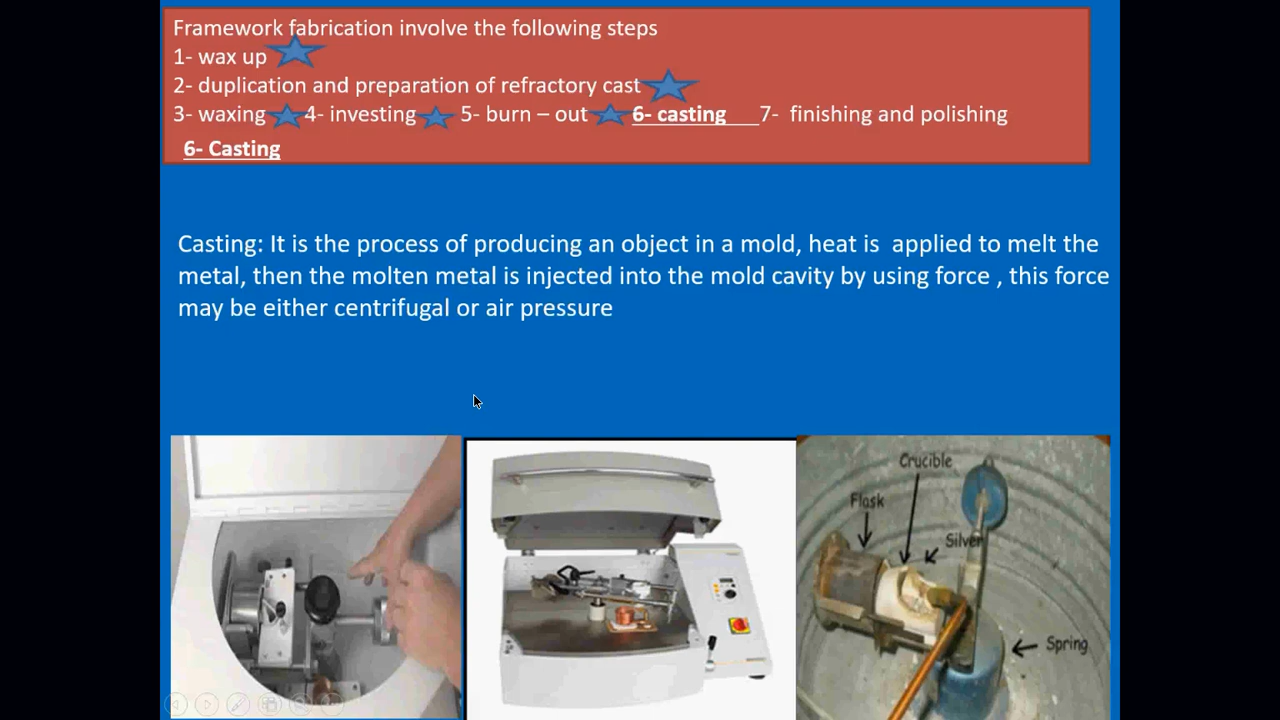 Framework fabrication involve the following steps
1- wax up
2- duplication and preparation of refractory cast
3- waxing 4- investing 5- burn – out 6- casting 7- finishing and polishing
6- Casting
Casting: It is the process of producing an object in a mold, heat is applied to melt the
metal, then the molten metal is injected into the mold cavity by using force , this force
may be either centrifugal or air pressure
Crucible
Flask
Silver
Spring